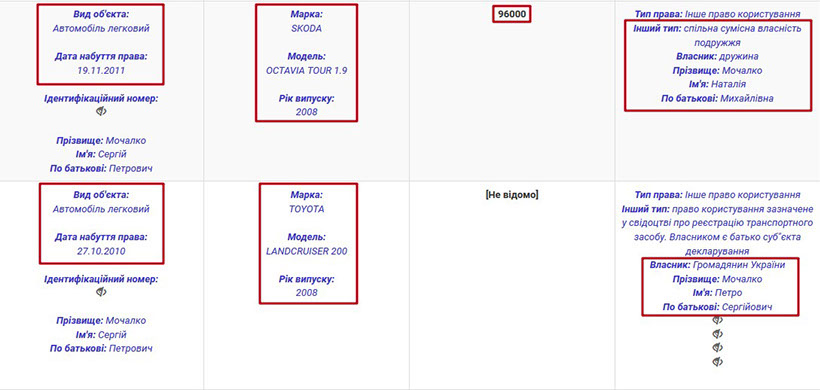 Вид об'єкта:
Автомобіль легковий
Дата набуття права:
19.11.2011
Ідентифікаційний номер:
Прізвище: Мочалко
Ім'я: Сергій
По батькові: Петрович
Марка:
SKODA
Модель:
OCTAVIA TOUR 1.9
Рік випуску:
2008
96000
Тип права: Інше право користування
Інший тип: спільна сумісна власність
подружжя
Власник: дружина
Прізвище: Мочалко
Ім'я: Наталія
По батькові: Михайлівна
Вид об'єкта:
Автомобіль легковий
Дата набуття права:
27.10.2010
Ідентифікаційний номер:
Прізвище: Мочалко
Ім'я: Сергій
По батькові: Петрович
Марка:
TOYOTA
Модель:
LANDCRUISER 200
Рік випуску:
2008
[Не відомо]
Тип права: Інше право користування
Інший тип: право користування зазначене
у свідоцтві про реєстрацію транспортного
засобу. Власником є батько суб"єкта
декларування
Власник: Громадянин України
Прізвище: Мочалко
Ім'я: Петро
По батькові: Сергійович